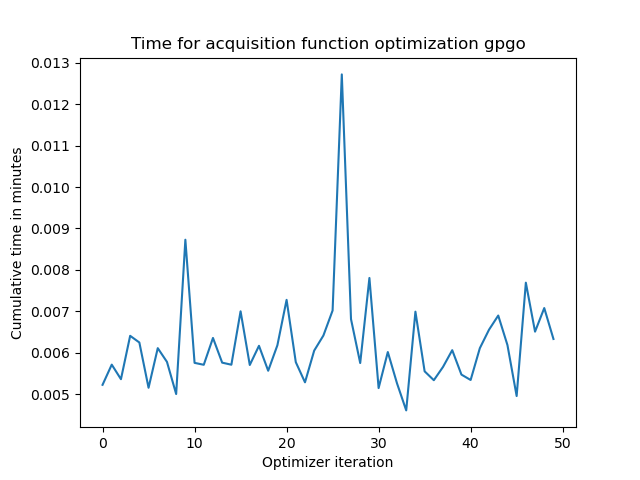 Time for acquisition function optimization gpgo
Cumulative time in minutes
0.013
0.012
0.011
0.010
0.009
0.008
0.007
0.006
0.005
0 10 20 30 40 50
Optimizer iteration